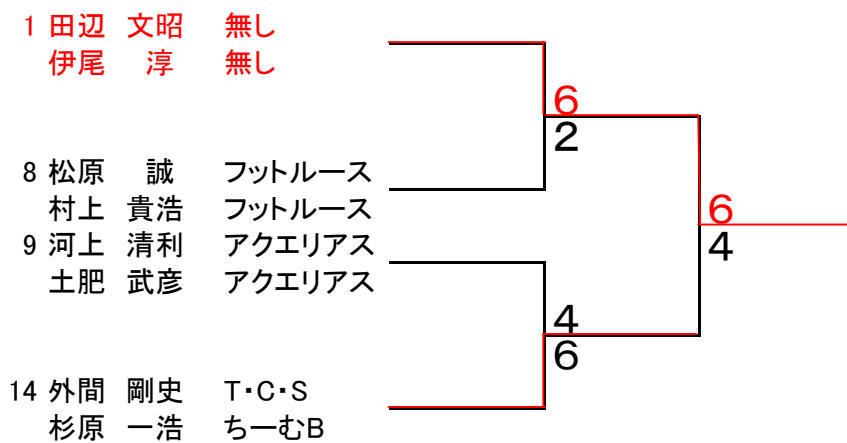 1 田辺 文昭 無し
伊尾 淳 無し
6
2
8 松原 誠 フットルース
村上 貴浩 フットルース
6
4
9 河上 清利 アクエリアス
土肥 武彦 アクエリアス
4
6
14 外間 剛史 T・C・S
杉原 一浩 ちーむB